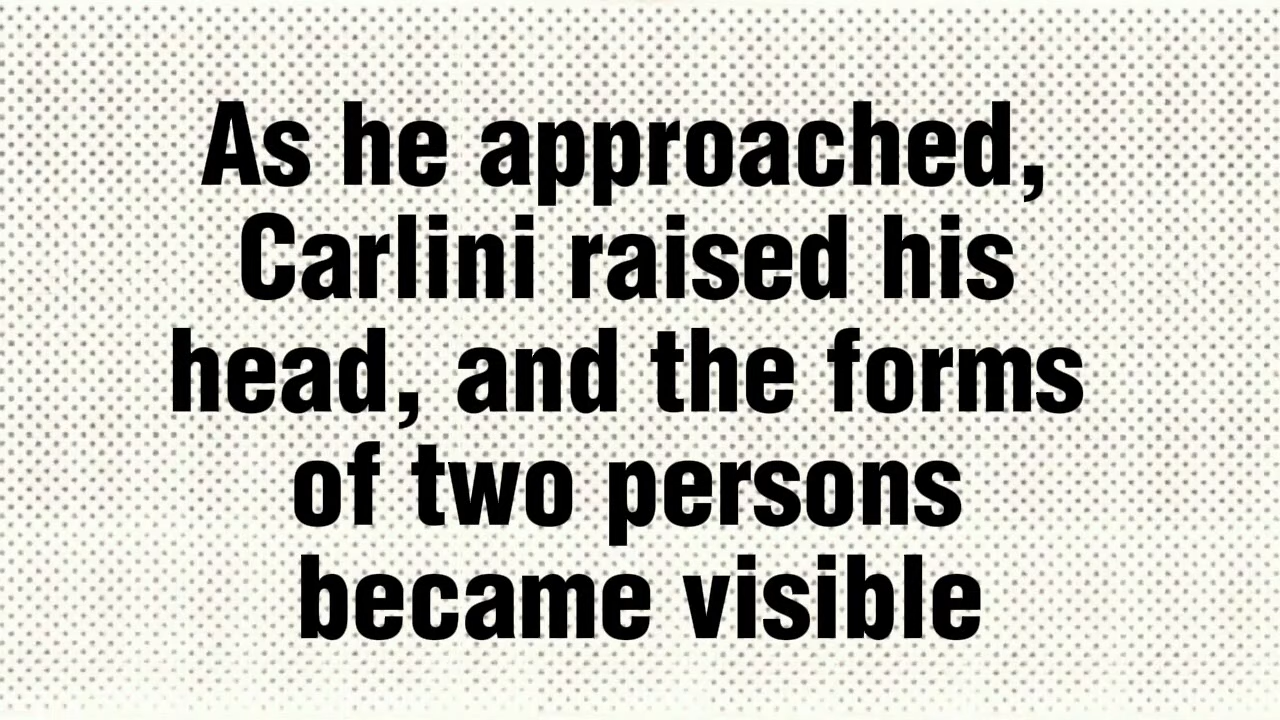 As he approached,
Carlini raised his
head, and the forms
of two persons
became visible